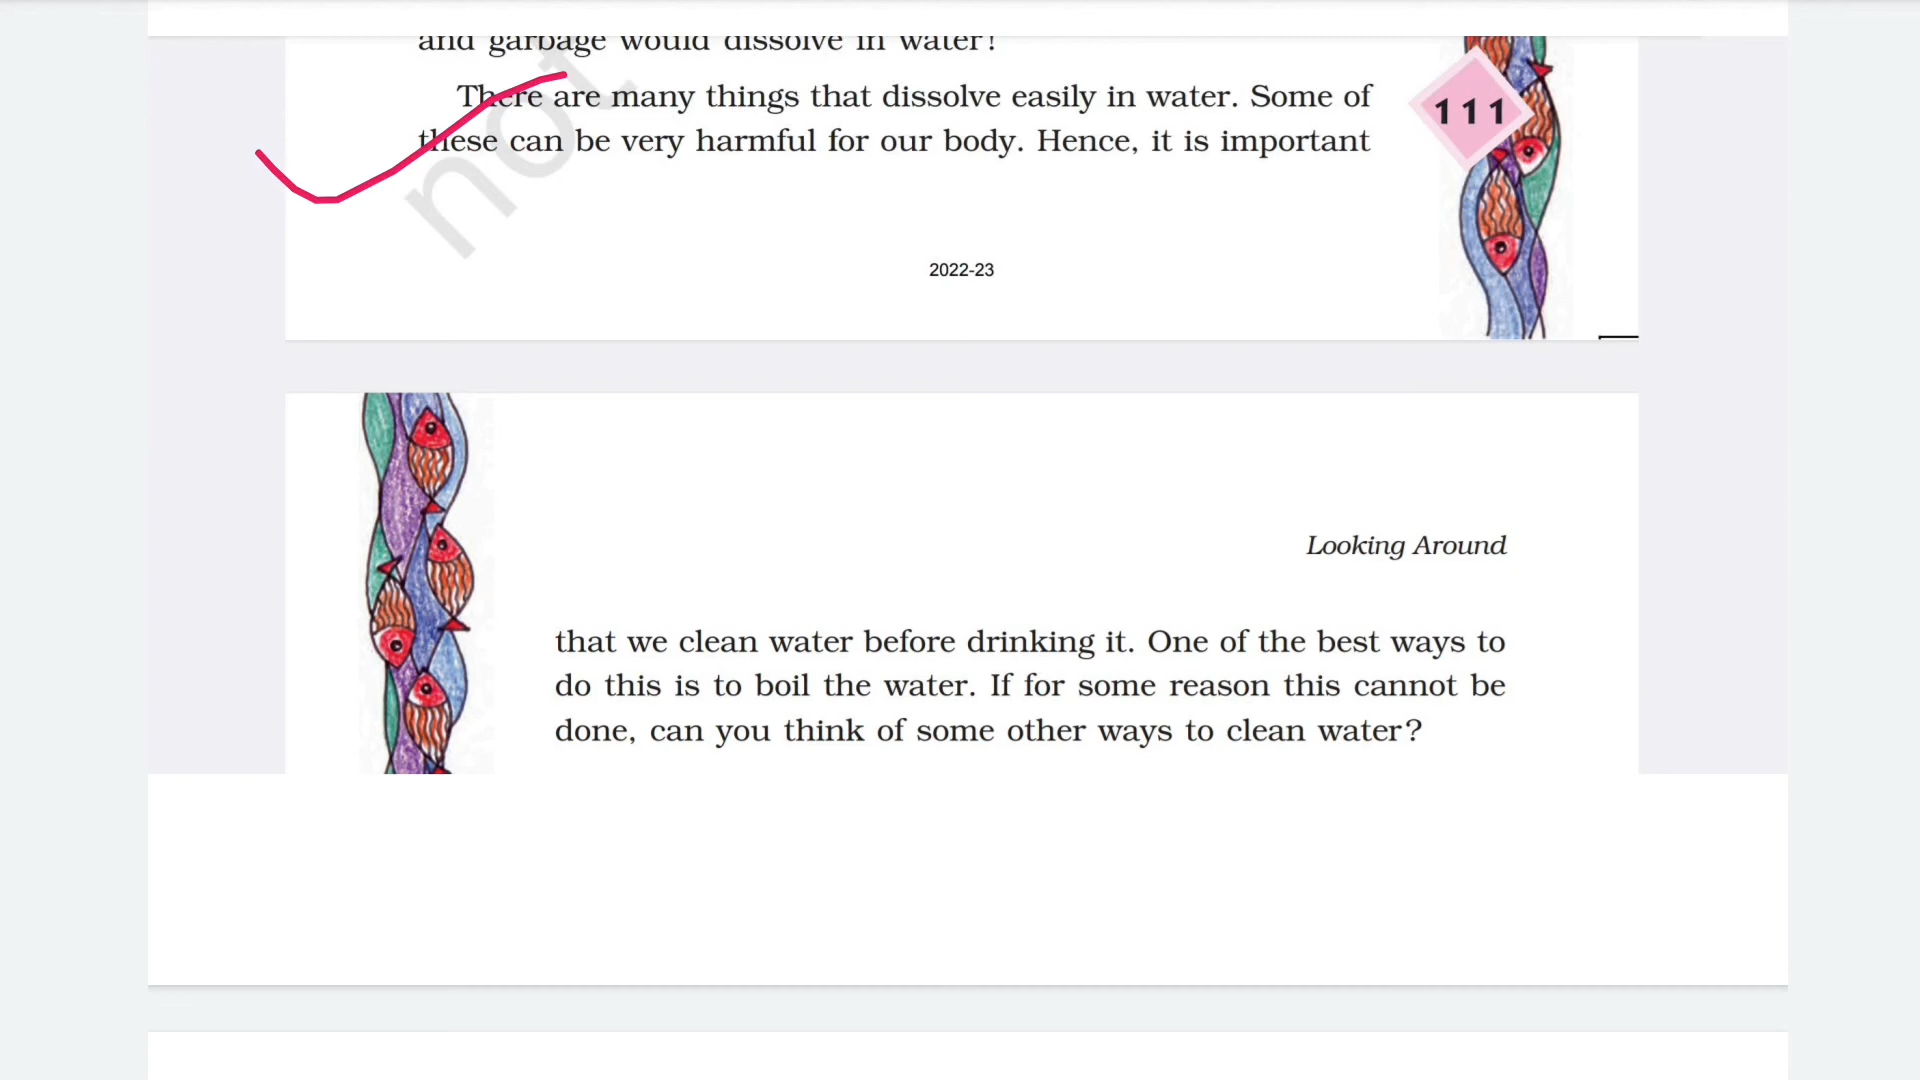 and garbage would dissolve in water!
There are many things that dissolve easily in water. Some of
these can be very harmful for our body. Hence, it is important
111
not
2022-23
Looking Around
that we clean water before drinking it. One of the best ways to
do this is to boil the water. If for some reason this cannot be
done, can you think of some other ways to clean water?